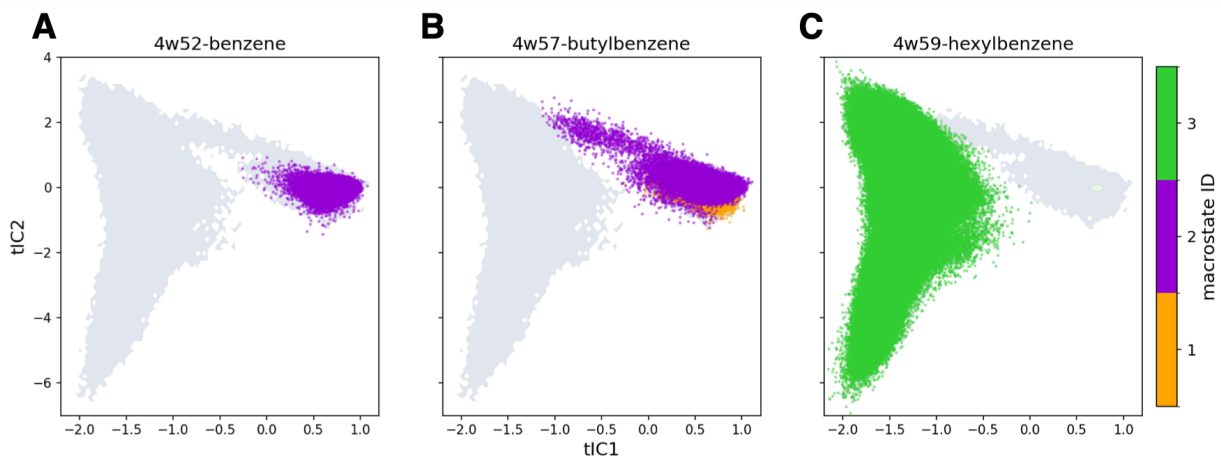 A
B
C
4w52-benzene
4w57-butylbenzene
4w59-hexylbenzene
4
2
0
−2
−4
−6
tIC2
−2.0 −1.5 −1.0 −0.5 0.0 0.5 1.0
−2.0 −1.5 −1.0 −0.5 0.0 0.5 1.0
−2.0 −1.5 −1.0 −0.5 0.0 0.5 1.0
tIC1
3
2
1
macrostate ID